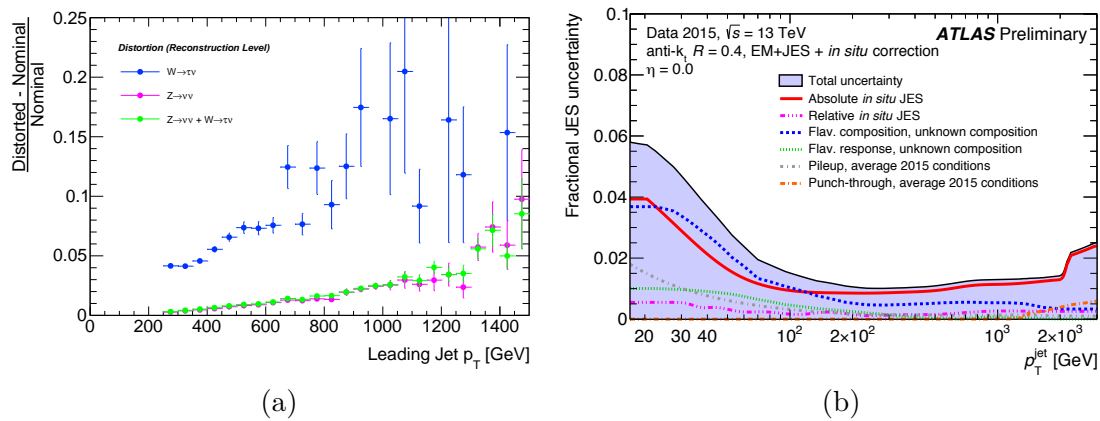 Distorted - Nominal
Nominal
0.25
0.2
0.15
0.1
0.05
0
Distortion (Reconstruction Level)
W→τν
Z→νν
Z→νν + W→τν
0 200 400 600 800 1000 1200 1400
Leading Jet p_T [GeV]
(a)
Fractional JES uncertainty
0.1
0.08
0.06
0.04
0.02
0
Data 2015, √s = 13 TeV
ATLAS Preliminary
anti-k_t R = 0.4, EM+JES + in situ correction
η = 0.0
Total uncertainty
Absolute in situ JES
Relative in situ JES
Flav. composition, unknown composition
Flav. response, unknown composition
Pileup, average 2015 conditions
Punch-through, average 2015 conditions
20 30 40 10² 2×10² 10³ 2×10³
p_T^jet [GeV]
(b)